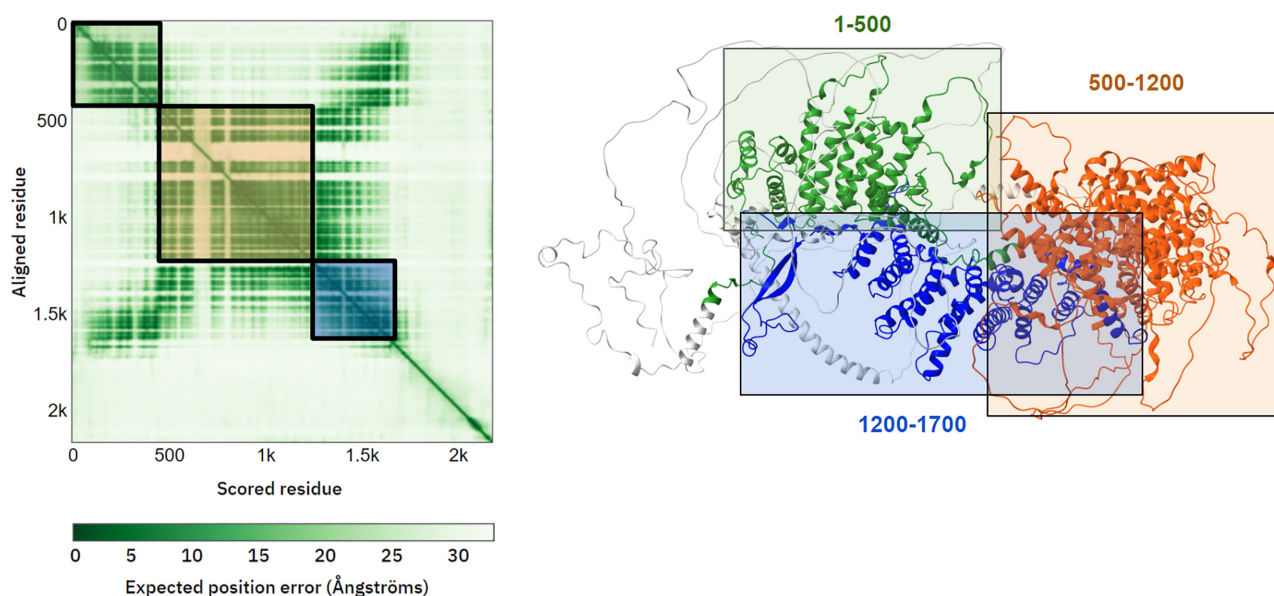 1-500
500-1200
1200-1700
0
500
1k
1.5k
2k
Aligned residue
0
500
1k
1.5k
2k
Scored residue
0
5
10
15
20
25
30
Expected position error (Ångströms)